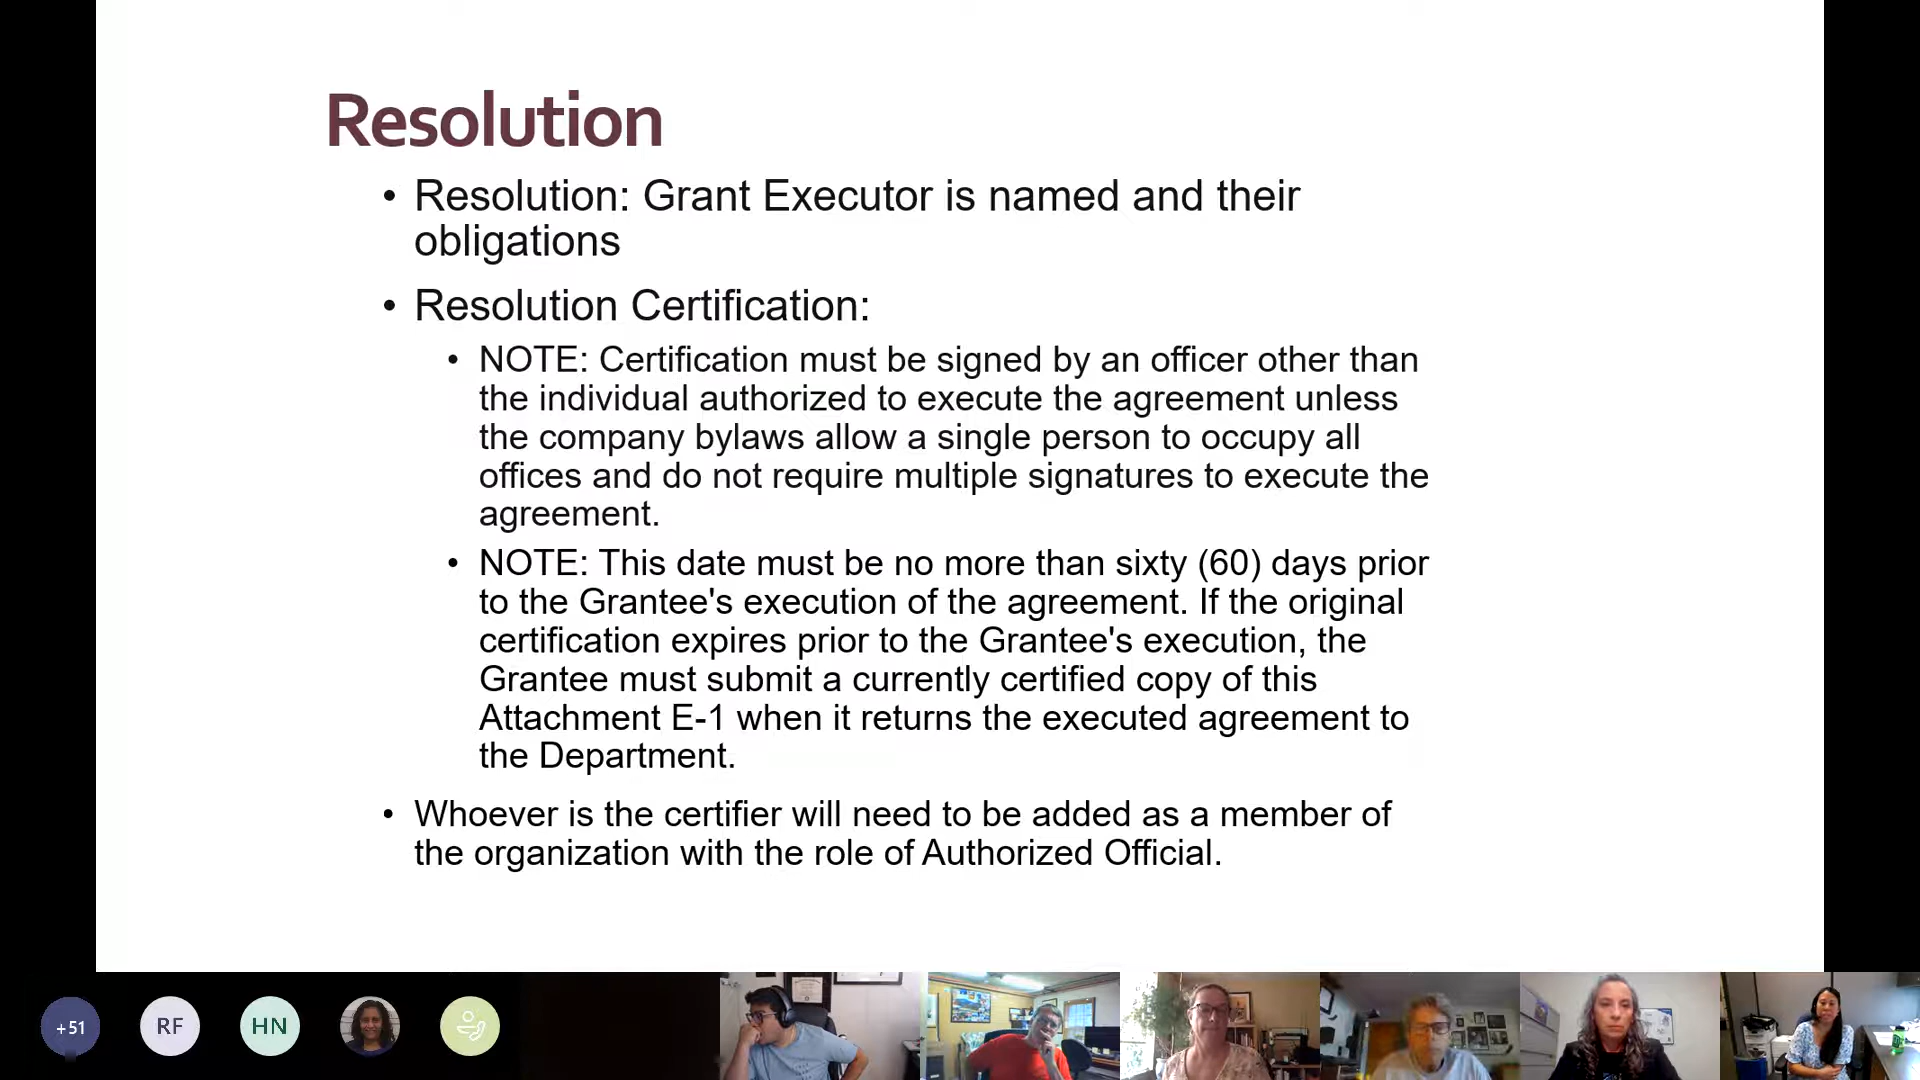 Resolution
• Resolution: Grant Executor is named and their
obligations
• Resolution Certification:
• NOTE: Certification must be signed by an officer other than
the individual authorized to execute the agreement unless
the company bylaws allow a single person to occupy all
offices and do not require multiple signatures to execute the
agreement.
• NOTE: This date must be no more than sixty (60) days prior
to the Grantee's execution of the agreement. If the original
certification expires prior to the Grantee's execution, the
Grantee must submit a currently certified copy of this
Attachment E-1 when it returns the executed agreement to
the Department.
• Whoever is the certifier will need to be added as a member of
the organization with the role of Authorized Official.
+51
RF
HN